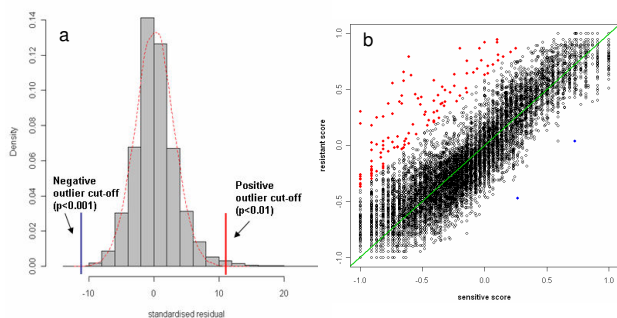 a
0.14
0.12
0.10
0.08
0.06
0.04
0.02
0.00
Density
Negative
outlier cut-off
(p<0.001)
Positive
outlier cut-off
(p<0.01)
-10
0
10
20
standardised residual
b
1.0
0.5
0.0
-0.5
-1.0
resistant score
-1.0
-0.5
0.0
0.5
1.0
sensitive score